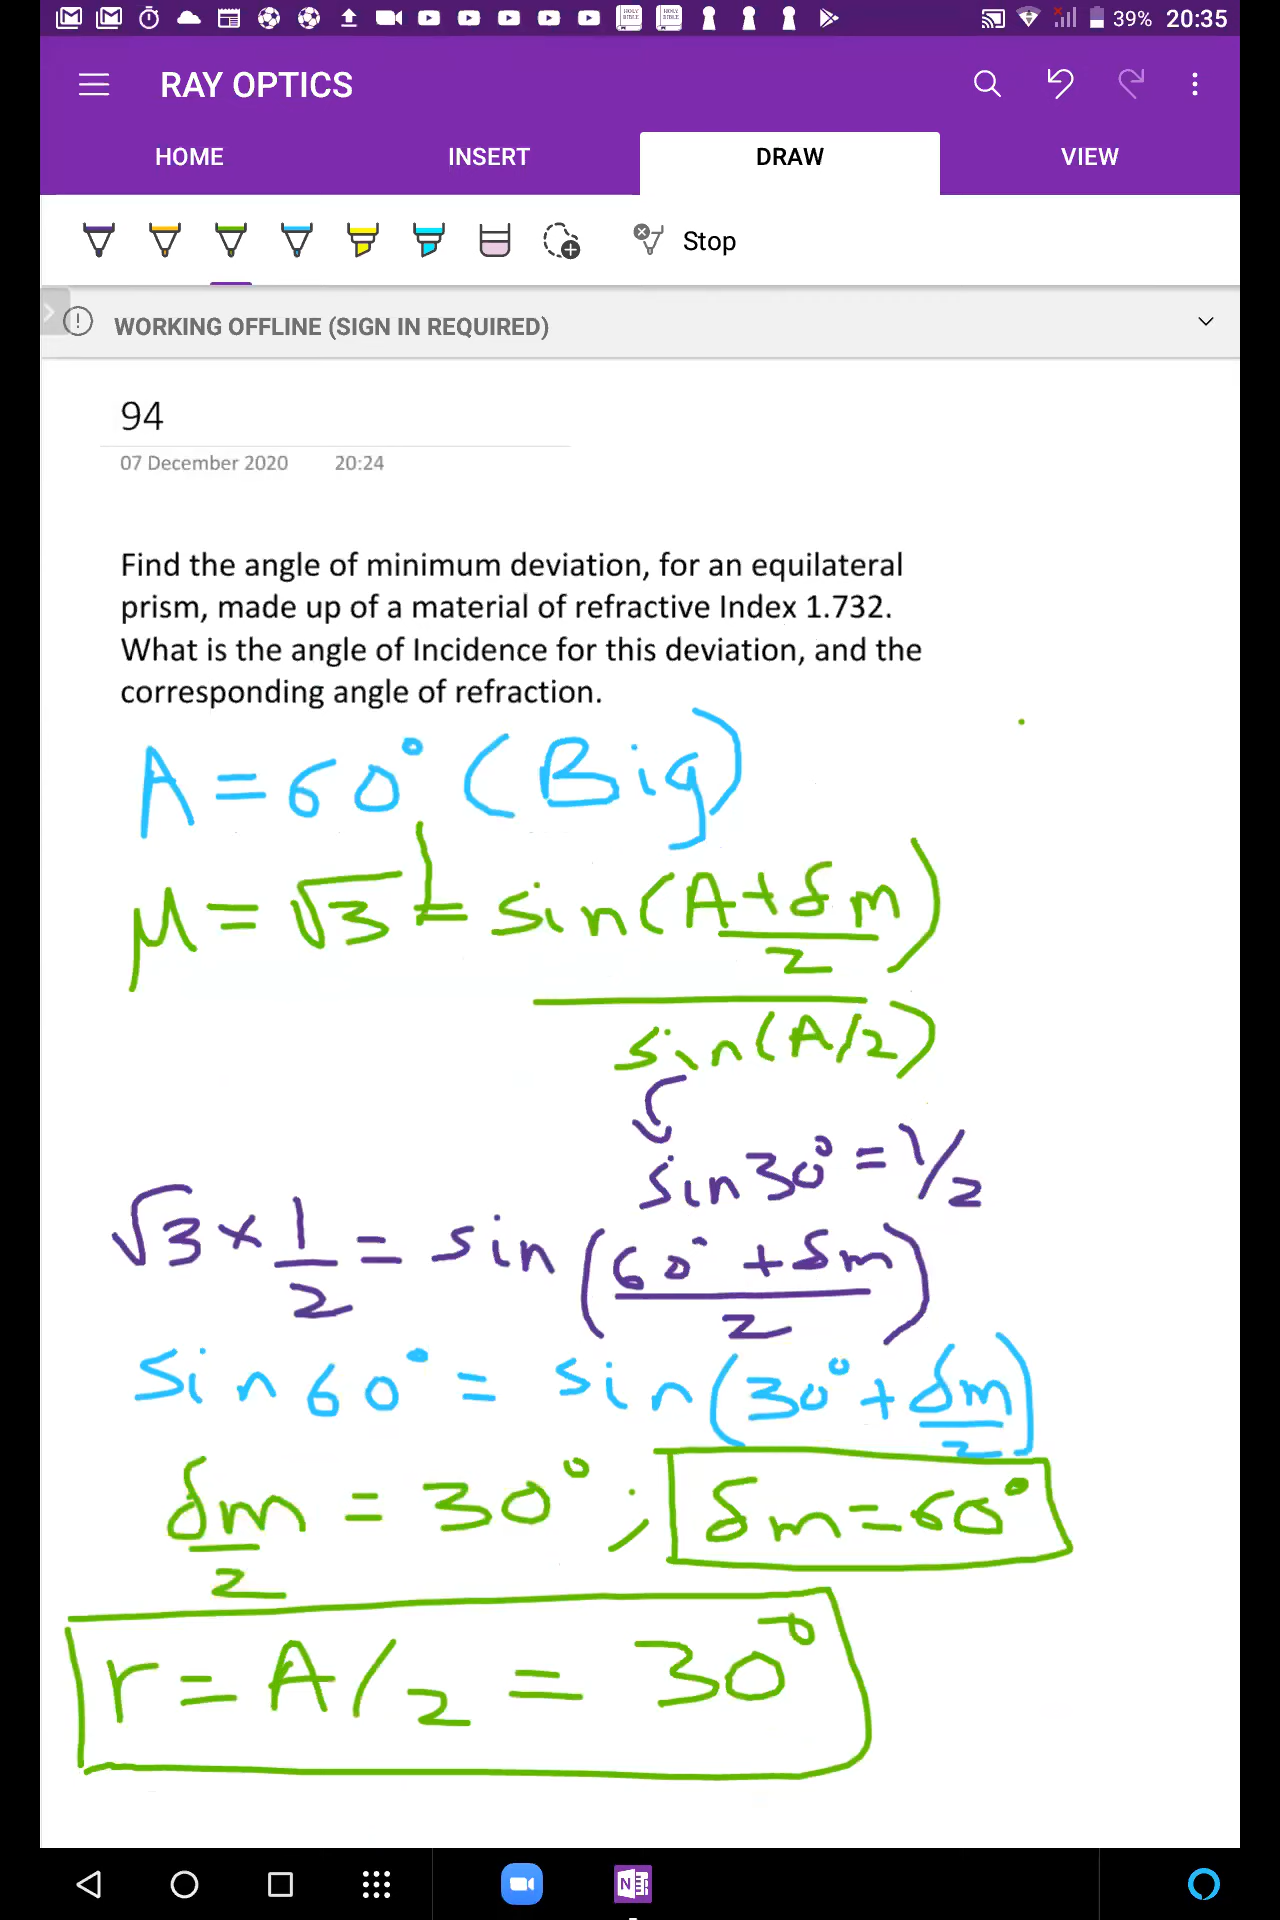 39% 20:35
RAY OPTICS
HOME INSERT DRAW VIEW
Stop
WORKING OFFLINE (SIGN IN REQUIRED)
94
07 December 2020 20:24
Find the angle of minimum deviation, for an equilateral
prism, made up of a material of refractive Index 1.732.
What is the angle of Incidence for this deviation, and the
corresponding angle of refraction.
A = 60° (Big)
μ = √3 = sin(A+δm/2)
sin(A/2)
sin30° = 1/2
√3 × 1/2 = sin(60° + δm/2)
sin60° = sin(30° + δm/2)
δm/2 = 30° ; δm = 60°
r = A/2 = 30°